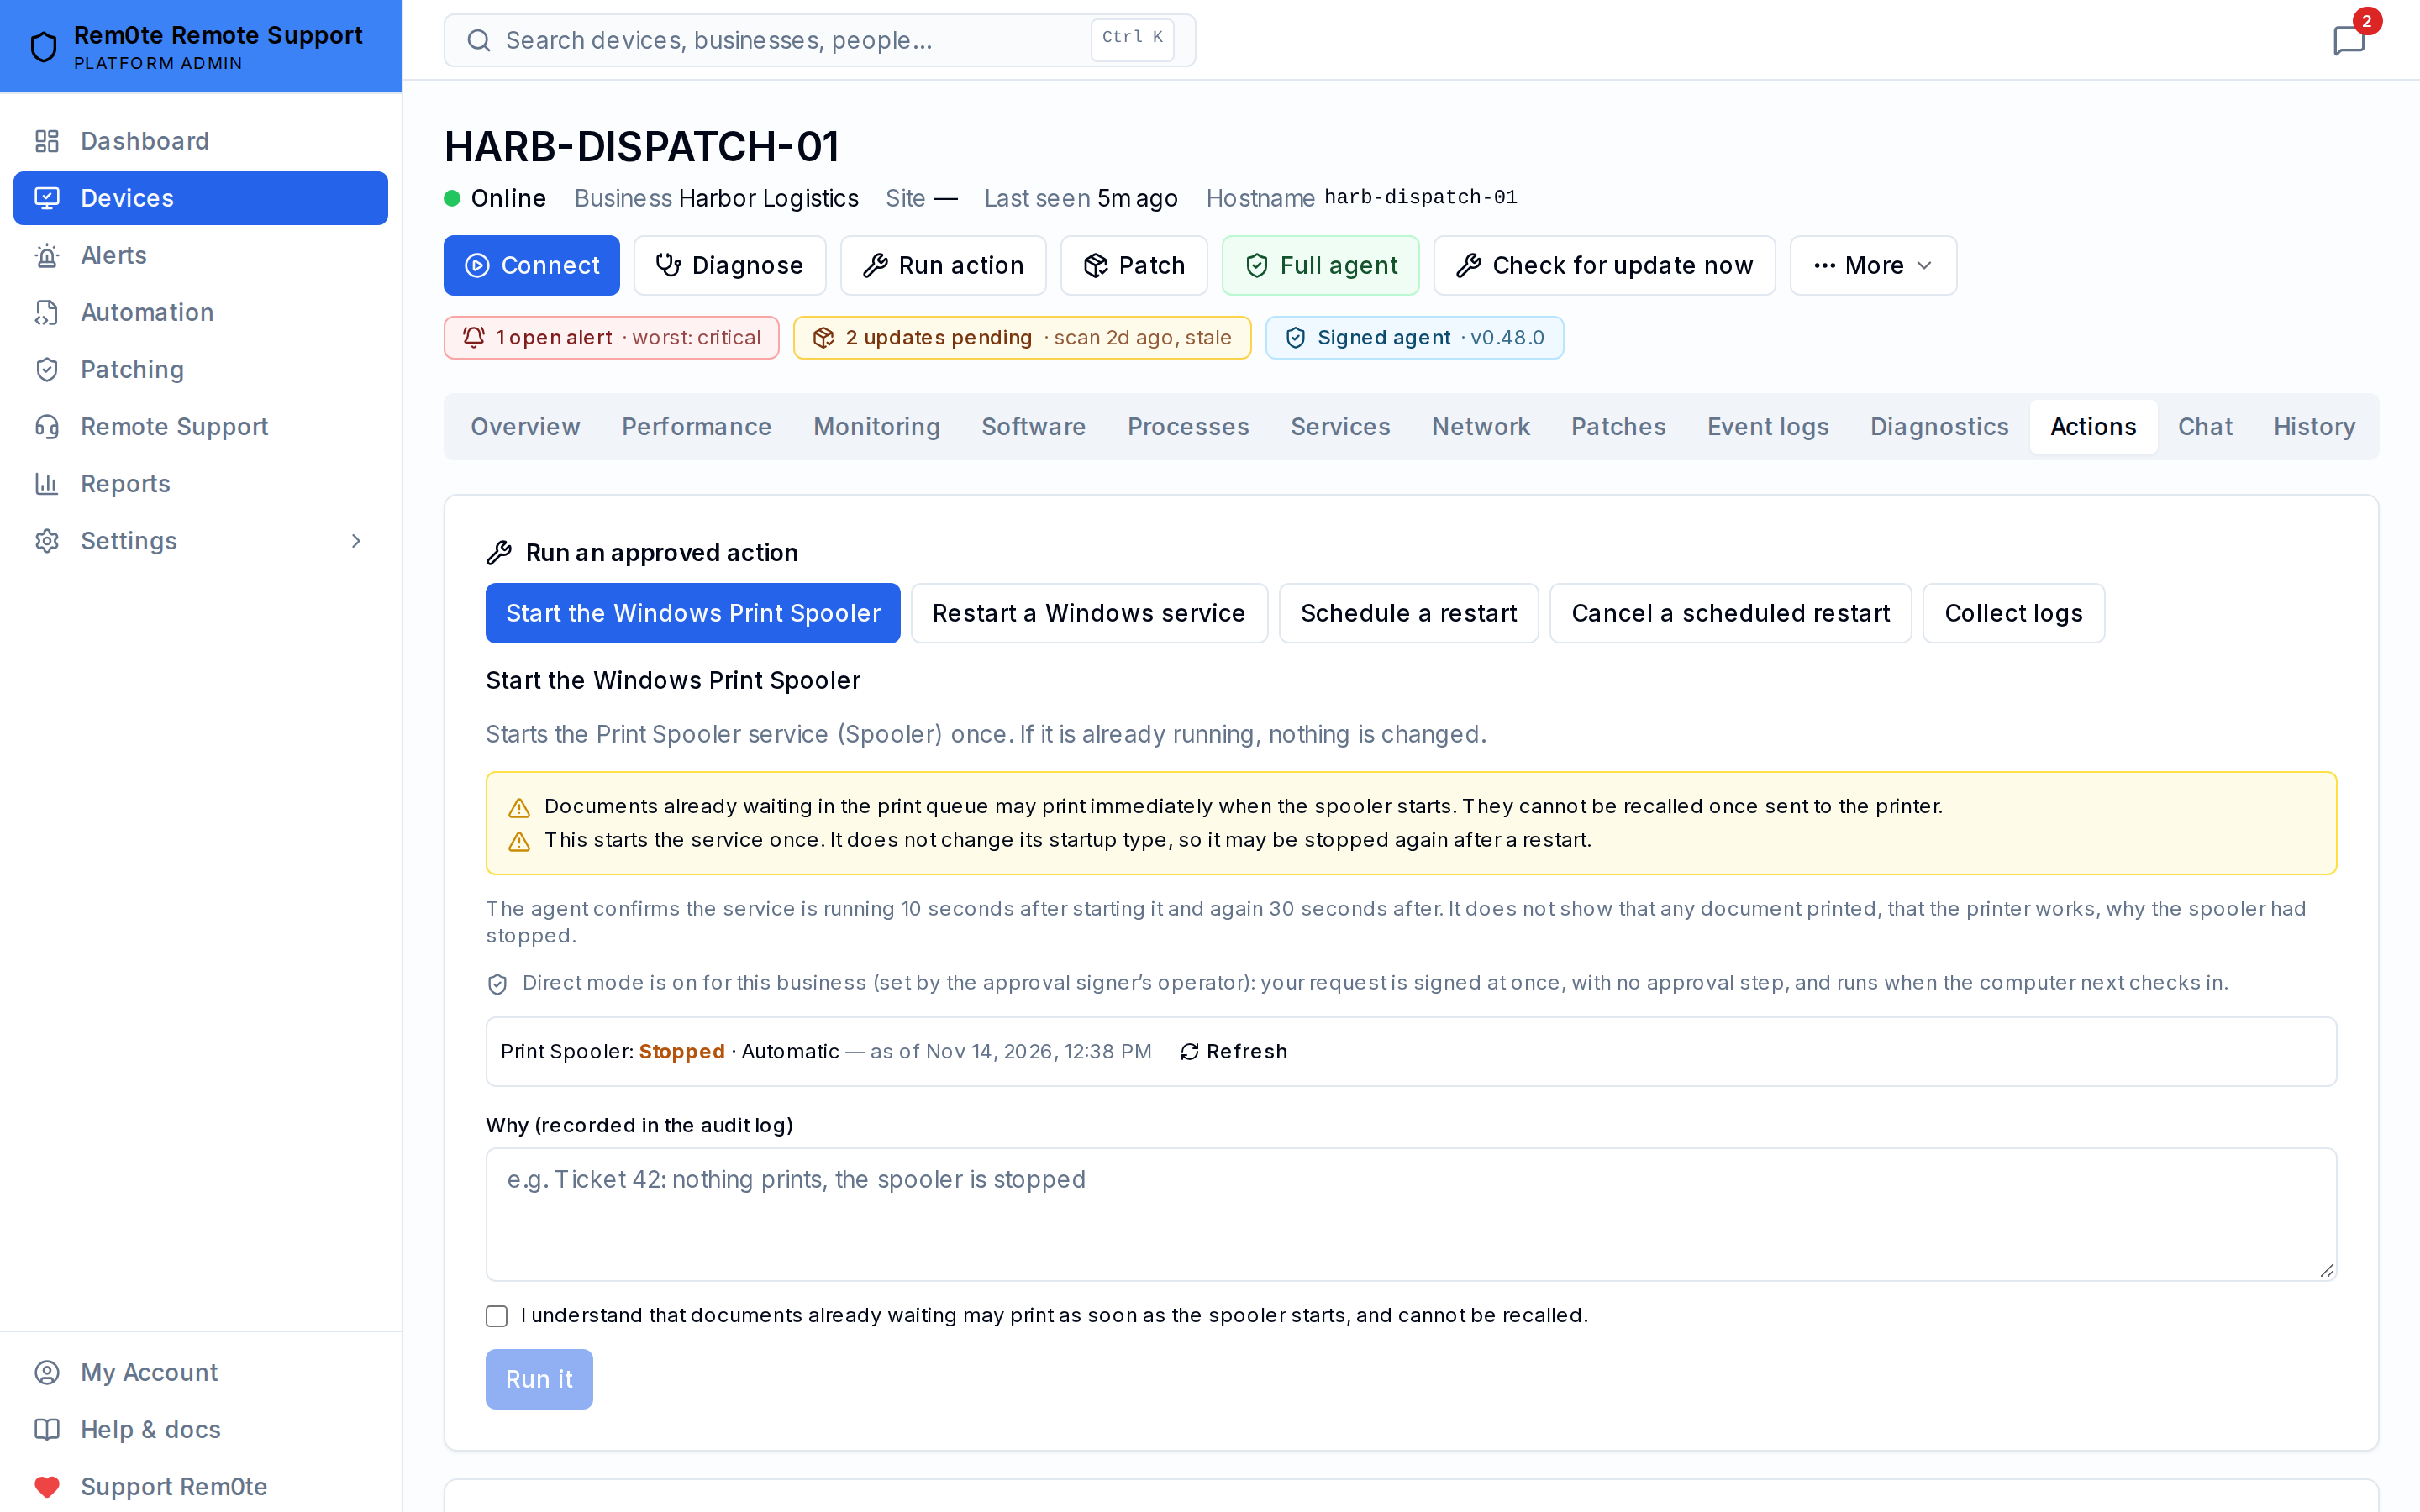 Rem0te Remote Support
PLATFORM ADMIN
Search devices, businesses, people...
Ctrl K
2
Dashboard
Devices
Alerts
Automation
Patching
Remote Support
Reports
Settings
My Account
Help & docs
Support Rem0te
HARB-DISPATCH-01
Online Business Harbor Logistics Site — Last seen 5m ago Hostname harb-dispatch-01
Connect Diagnose Run action Patch Full agent Check for update now More
1 open alert · worst: critical 2 updates pending · scan 2d ago, stale Signed agent · v0.48.0
Overview Performance Monitoring Software Processes Services Network Patches Event logs Diagnostics Actions Chat History
Run an approved action
Start the Windows Print Spooler Restart a Windows service Schedule a restart Cancel a scheduled restart Collect logs
Start the Windows Print Spooler
Starts the Print Spooler service (Spooler) once. If it is already running, nothing is changed.
Documents already waiting in the print queue may print immediately when the spooler starts. They cannot be recalled once sent to the printer.
This starts the service once. It does not change its startup type, so it may be stopped again after a restart.
The agent confirms the service is running 10 seconds after starting it and again 30 seconds after. It does not show that any document printed, that the printer works, why the spooler had
stopped.
Direct mode is on for this business (set by the approval signer’s operator): your request is signed at once, with no approval step, and runs when the computer next checks in.
Print Spooler: Stopped · Automatic — as of Nov 14, 2026, 12:38 PM Refresh
Why (recorded in the audit log)
e.g. Ticket 42: nothing prints, the spooler is stopped
I understand that documents already waiting may print as soon as the spooler starts, and cannot be recalled.
Run it